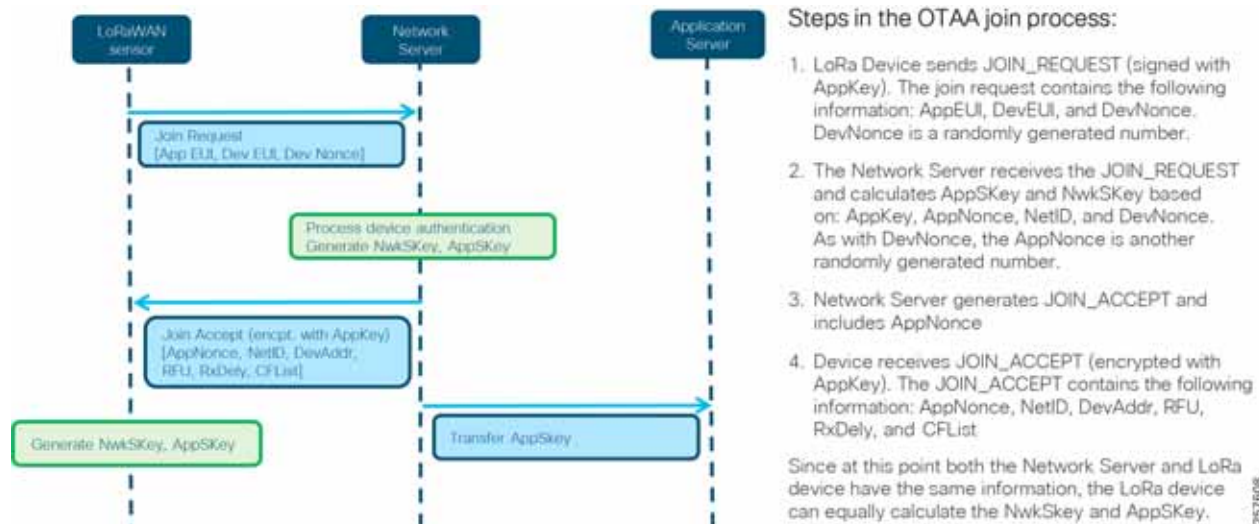 LoRaWAN
sensor
Network
Server
Application
Server
Join Request
[App EUI, Dev EUI, Dev Nonce]
Process device authentication
Generate NwkSKey, AppSKey
Join Accept (encpt. with AppKey)
[AppNonce, NetID, DevAddr,
RFU, RxDely, CFList]
Generate NwkSKey, AppSKey
Transfer AppSkey
Steps in the OTAA join process:
1. LoRa Device sends JOIN_REQUEST (signed with
AppKey). The join request contains the following
information: AppEUI, DevEUI, and DevNonce.
DevNonce is a randomly generated number.
2. The Network Server receives the JOIN_REQUEST
and calculates AppSKey and NwkSKey based
on: AppKey, AppNonce, NetID, and DevNonce.
As with DevNonce, the AppNonce is another
randomly generated number.
3. Network Server generates JOIN_ACCEPT and
includes AppNonce
4. Device receives JOIN_ACCEPT (encrypted with
AppKey). The JOIN_ACCEPT contains the following
information: AppNonce, NetID, DevAddr, RFU,
RxDely, and CFList
Since at this point both the Network Server and LoRa
device have the same information, the LoRa device
can equally calculate the NwkSkey and AppSKey.